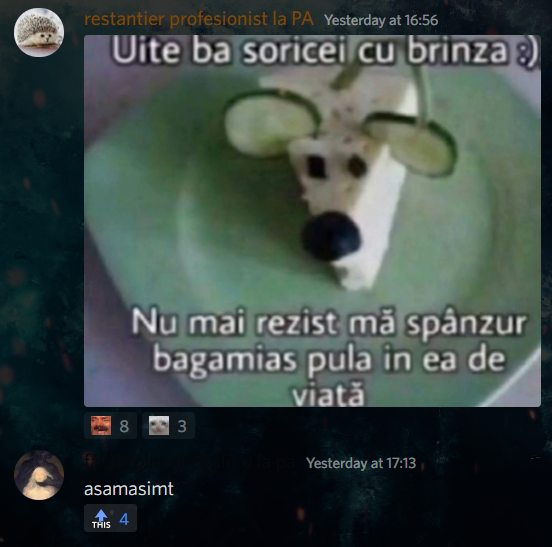 restantier profesionist la PA Yesterday at 16:56
Uite ba soricei cu brinza :)
Nu mai rezist mă spânzur
bagamias pula in ea de
viată
8 3
Yesterday at 17:13
asamasimt
THIS 4